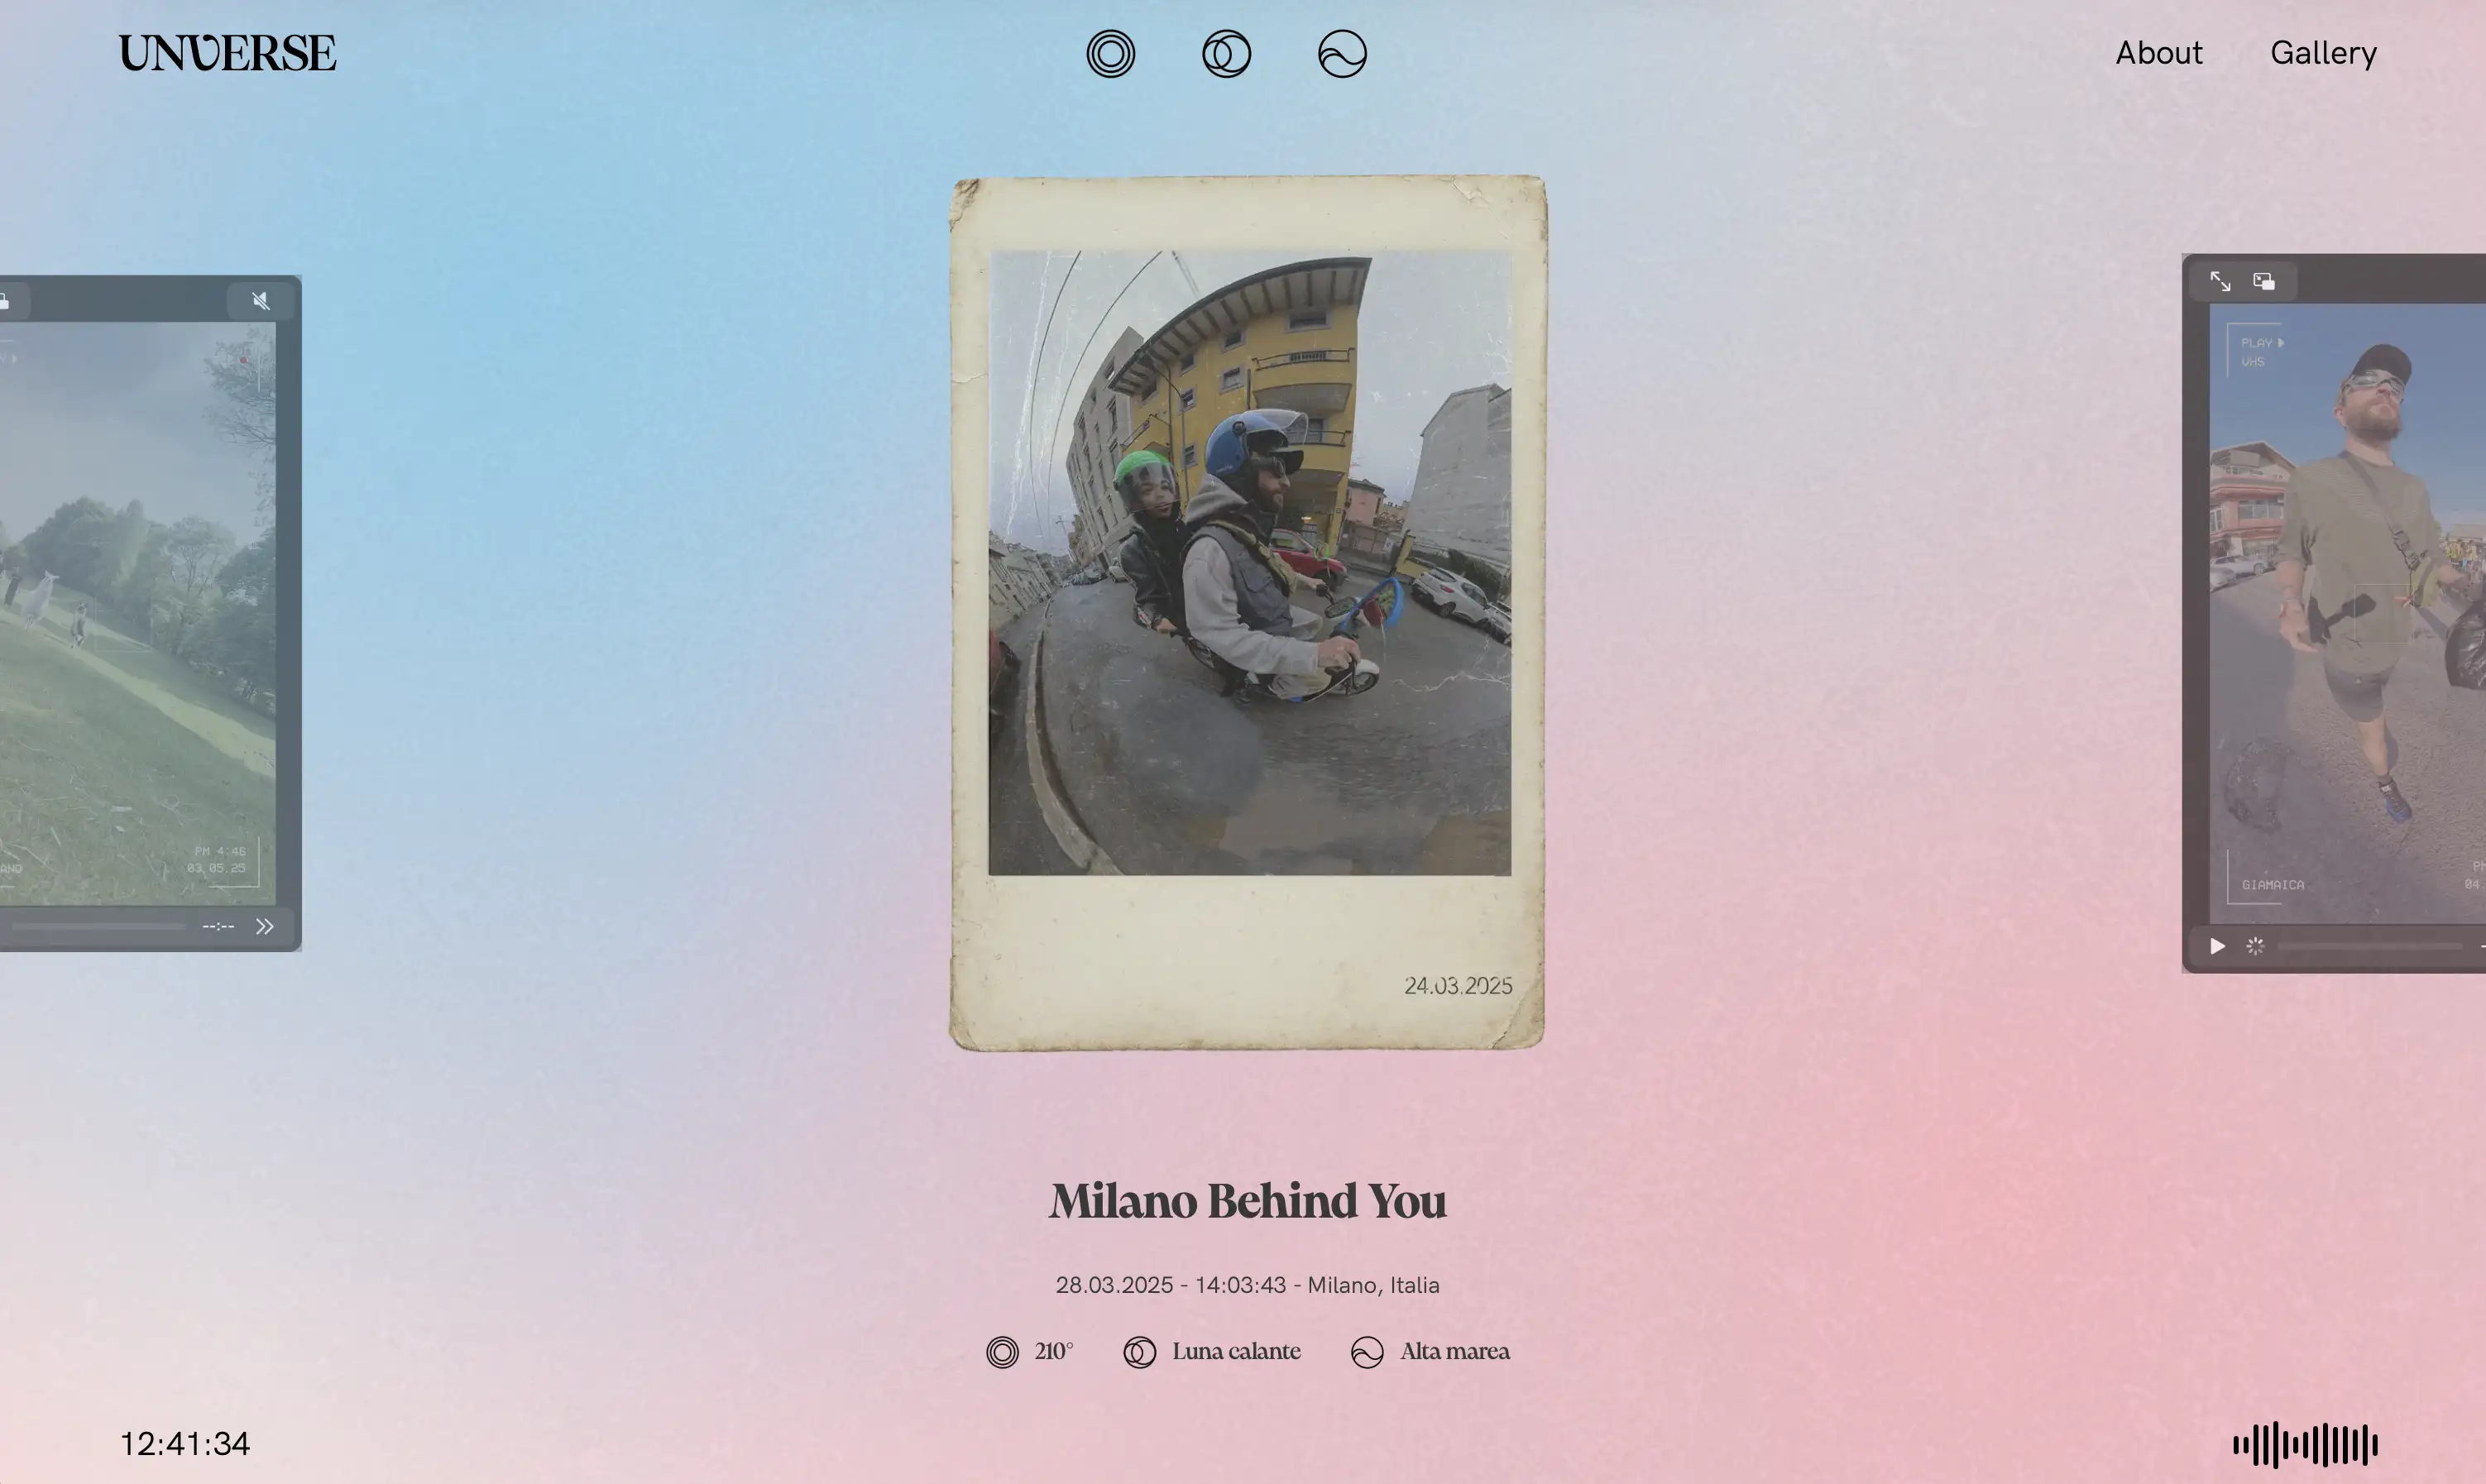 UNVERSE
About
Gallery
PM 4:46
03.05.25
24.03.2025
PLAY
VHS
GIAMAICA
--:--
Milano Behind You
28.03.2025 - 14:03:43 - Milano, Italia
210°
Luna calante
Alta marea
12:41:34